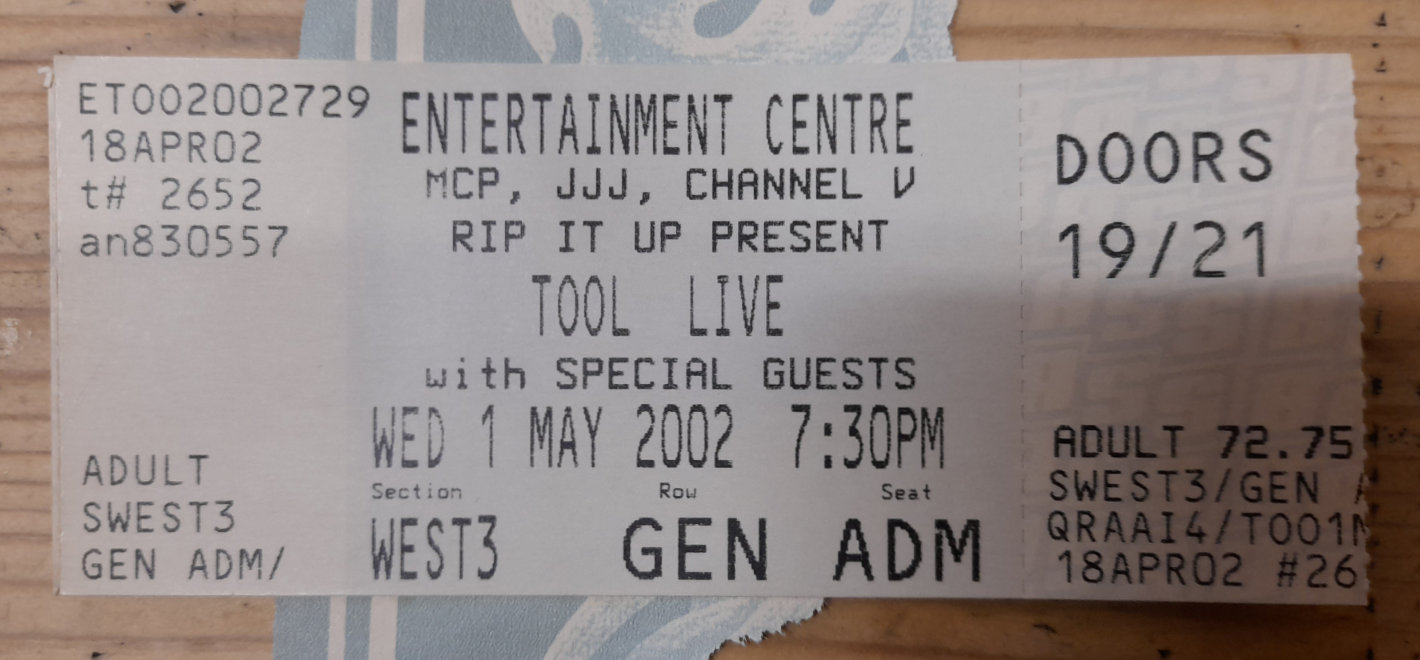 ET002002729
18APR02
t# 2652
an830557
ADULT
SWEST3
GEN ADM/
ENTERTAINMENT CENTRE
MCP, JJJ, CHANNEL V
RIP IT UP PRESENT
TOOL LIVE
with SPECIAL GUESTS
WED 1 MAY 2002 7:30PM
Section Row Seat
WEST3 GEN ADM
DOORS
19/21
ADULT 72.75
SWEST3/GEN
QRAAI4/TOO1
18APR02 #26